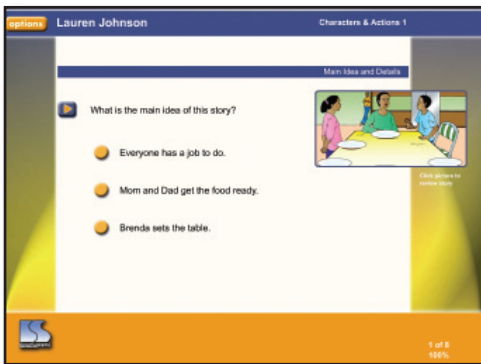 options
Lauren Johnson
Characters & Actions 1
Main Idea and Details
What is the main idea of this story?
Everyone has a job to do.
Mom and Dad get the food ready.
Brenda sets the table.
Click picture to
review story
1 of 8
100%